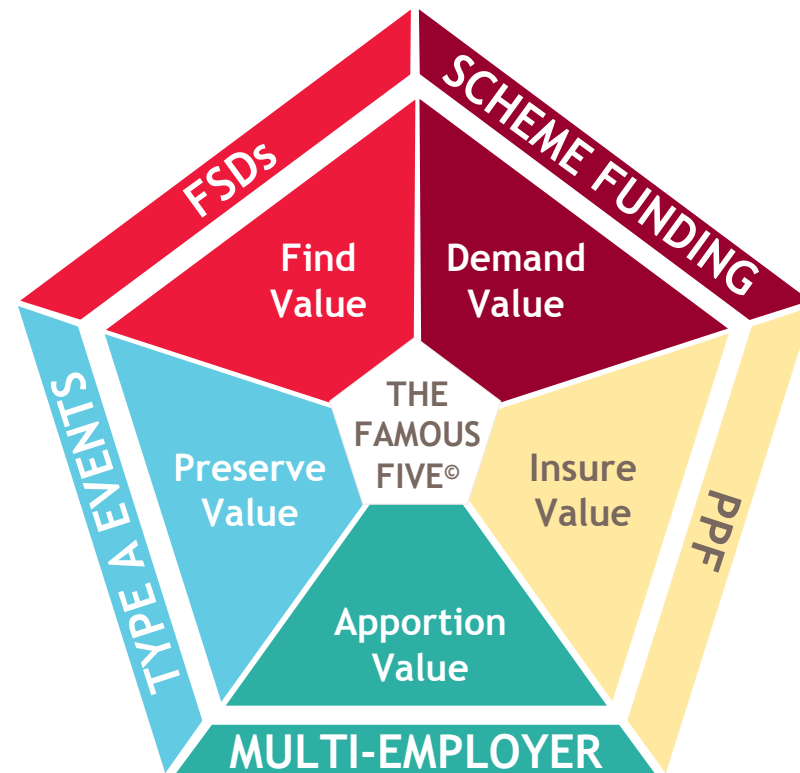 FSDs
SCHEME FUNDING
Find
Value
Demand
Value
THE
FAMOUS
FIVE©
Preserve
Value
Insure
Value
TYPE A EVENTS
PPF
Apportion
Value
MULTI-EMPLOYER